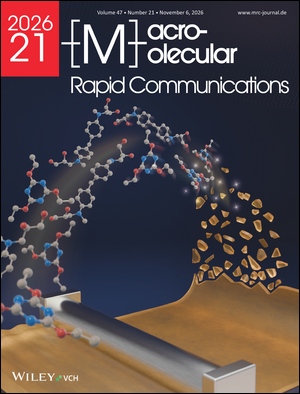 2026
21
Volume 47 • Number 21 • November 6, 2026
www.mrc-journal.de
[M]acro-
olecular
Rapid Communications
WILEY VCH